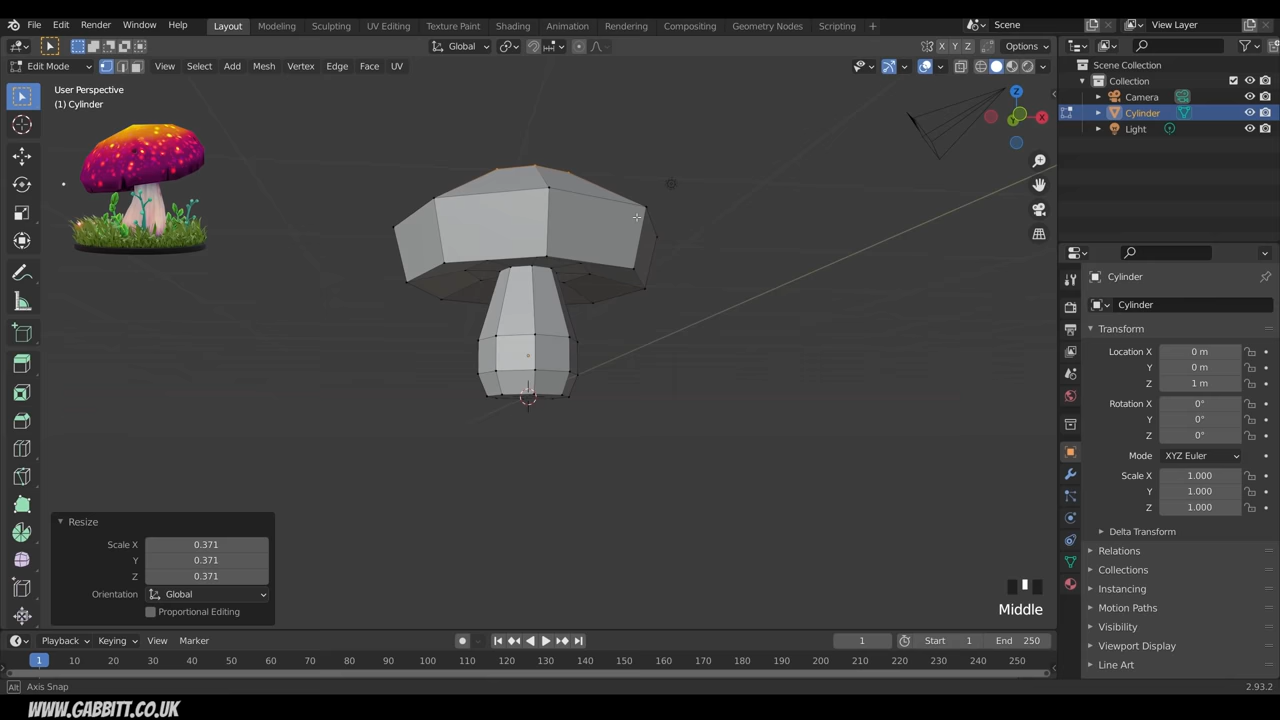 File Edit Render Window Help Layout Modeling Sculpting UV Editing Texture Paint Shading Animation Rendering Compositing Geometry Nodes Scripting + Scene View Layer
Global X Y Z Options
Edit Mode View Select Add Mesh Vertex Edge Face UV
User Perspective
(1) Cylinder
Scene Collection
Collection
Camera
Cylinder
Light
Z
X
Y
Cylinder
Cylinder
Transform
Location X 0 m
Y 0 m
Z 1 m
Rotation X 0°
Y 0°
Z 0°
Mode XYZ Euler
Scale X 1.000
Y 1.000
Z 1.000
Delta Transform
Relations
Collections
Instancing
Motion Paths
Visibility
Viewport Display
Line Art
Resize
Scale X 0.371
Y 0.371
Z 0.371
Orientation Global
Proportional Editing
Middle
Playback Keying View Marker 1 Start 1 End 250
1 10 20 30 40 50 60 70 80 90 100 110 120 130 140 150 160 170 180 190 200 210 220 230 240 250
Alt Axis Snap 2.93.2
WWW.GABBITT.CO.UK